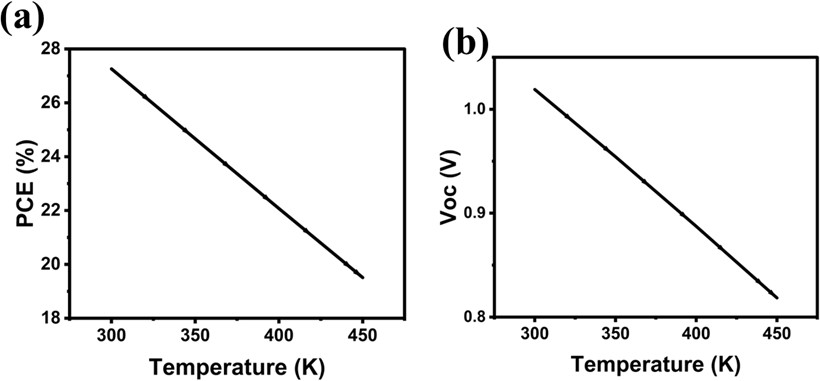 (a)
28
26
24
22
20
18
PCE (%)
300 350 400 450
Temperature (K)
(b)
1.0
0.9
0.8
Voc (V)
300 350 400 450
Temperature (K)